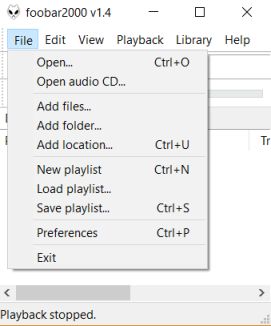 foobar2000 v1.4
File Edit View Playback Library Help
Open... Ctrl+O
Open audio CD...
Add files...
Add folder...
Add location... Ctrl+U
New playlist Ctrl+N
Load playlist...
Save playlist... Ctrl+S
Preferences Ctrl+P
Exit
Tr
Playback stopped.